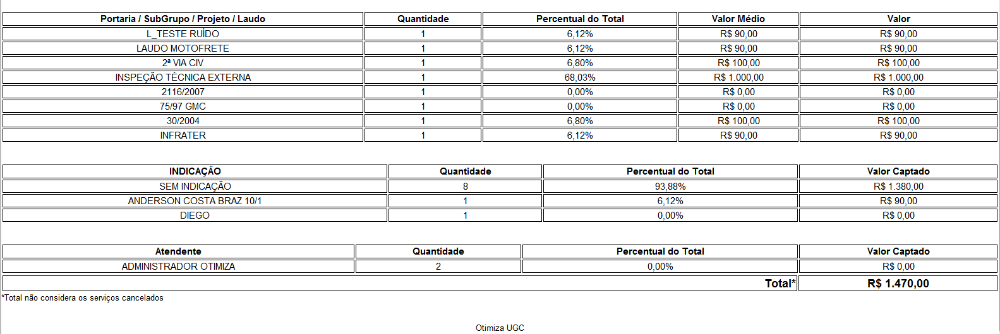 Portaria / SubGrupo / Projeto / Laudo Quantidade Percentual do Total Valor Médio Valor
L_TESTE RUÍDO 1 6,12% R$ 90,00 R$ 90,00
LAUDO MOTOFRETE 1 6,12% R$ 90,00 R$ 90,00
2ª VIA CIV 1 6,80% R$ 100,00 R$ 100,00
INSPEÇÃO TÉCNICA EXTERNA 1 68,03% R$ 1.000,00 R$ 1.000,00
2116/2007 1 0,00% R$ 0,00 R$ 0,00
75/97 GMC 1 0,00% R$ 0,00 R$ 0,00
30/2004 1 6,80% R$ 100,00 R$ 100,00
INFRATER 1 6,12% R$ 90,00 R$ 90,00
INDICAÇÃO Quantidade Percentual do Total Valor Captado
SEM INDICAÇÃO 8 93,88% R$ 1.380,00
ANDERSON COSTA BRAZ 10/1 1 6,12% R$ 90,00
DIEGO 1 0,00% R$ 0,00
Atendente Quantidade Percentual do Total Valor Captado
ADMINISTRADOR OTIMIZA 2 0,00% R$ 0,00
Total* R$ 1.470,00
*Total não considera os serviços cancelados
Otimiza UGC